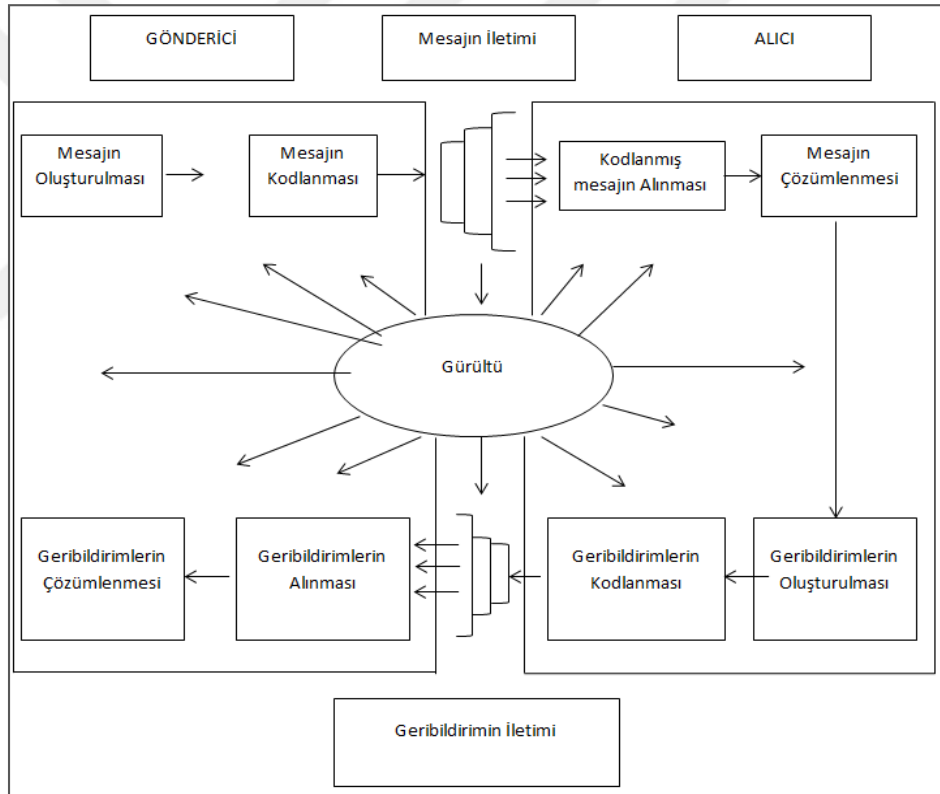 GÖNDERİCİ
Mesajın İletimi
ALICI
Mesajın
Oluşturulması
Mesajın
Kodlanması
Kodlanmış
mesajın Alınması
Mesajın
Çözümlenmesi
Gürültü
Geribildirimlerin
Çözümlenmesi
Geribildirimlerin
Alınması
Geribildirimlerin
Kodlanması
Geribildirimlerin
Oluşturulması
Geribildirimin İletimi